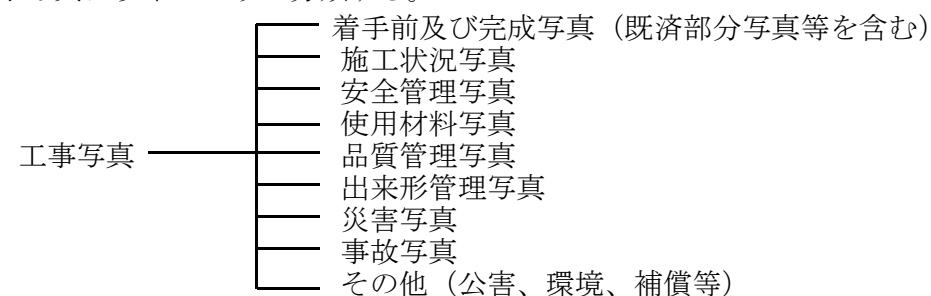 着手前及び完成写真（既済部分写真等を含む）
施工状況写真
安全管理写真
使用材料写真
工事写真
品質管理写真
出来形管理写真
災害写真
事故写真
その他（公害、環境、補償等）